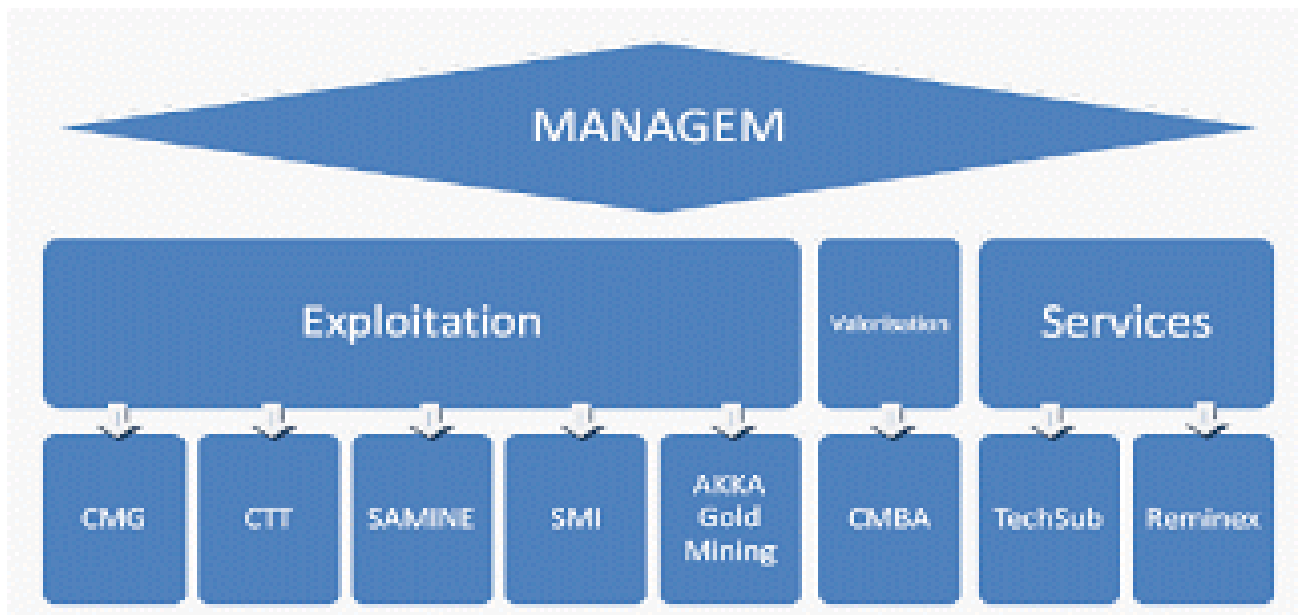 MANAGEM
Exploitation
Valorisation
Services
CMG
CTT
SAMINE
SMI
AKKA
Gold
Mining
CMBA
TechSub
Reminex